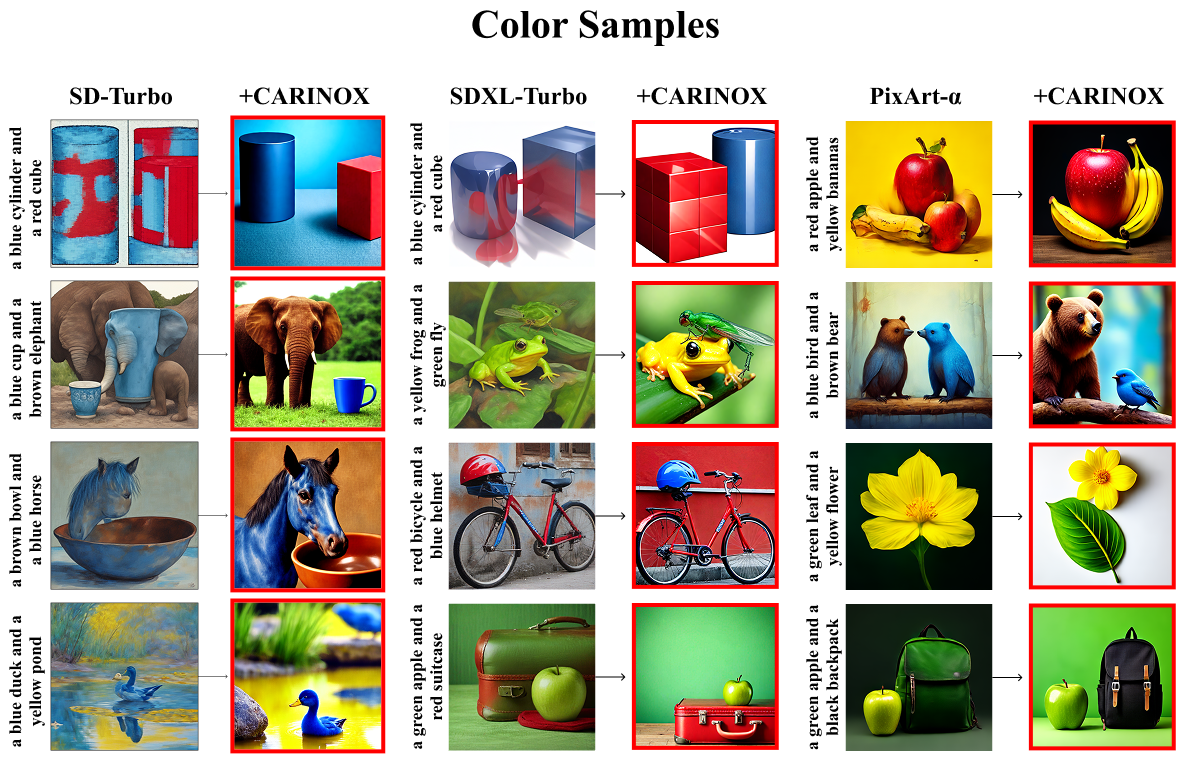 Color Samples
SD-Turbo
+CARINOX
SDXL-Turbo
+CARINOX
PixArt-α
+CARINOX
a blue cylinder and
a red cube
a blue cylinder and
a red cube
a red apple and
yellow bananas
a blue cup and a
brown elephant
a yellow frog and a
green fly
a blue bird and a
brown bear
a brown bowl and
a blue horse
a red bicycle and a
blue helmet
a green leaf and a
yellow flower
a blue duck and a
yellow pond
a green apple and a
red suitcase
a green apple and a
black backpack